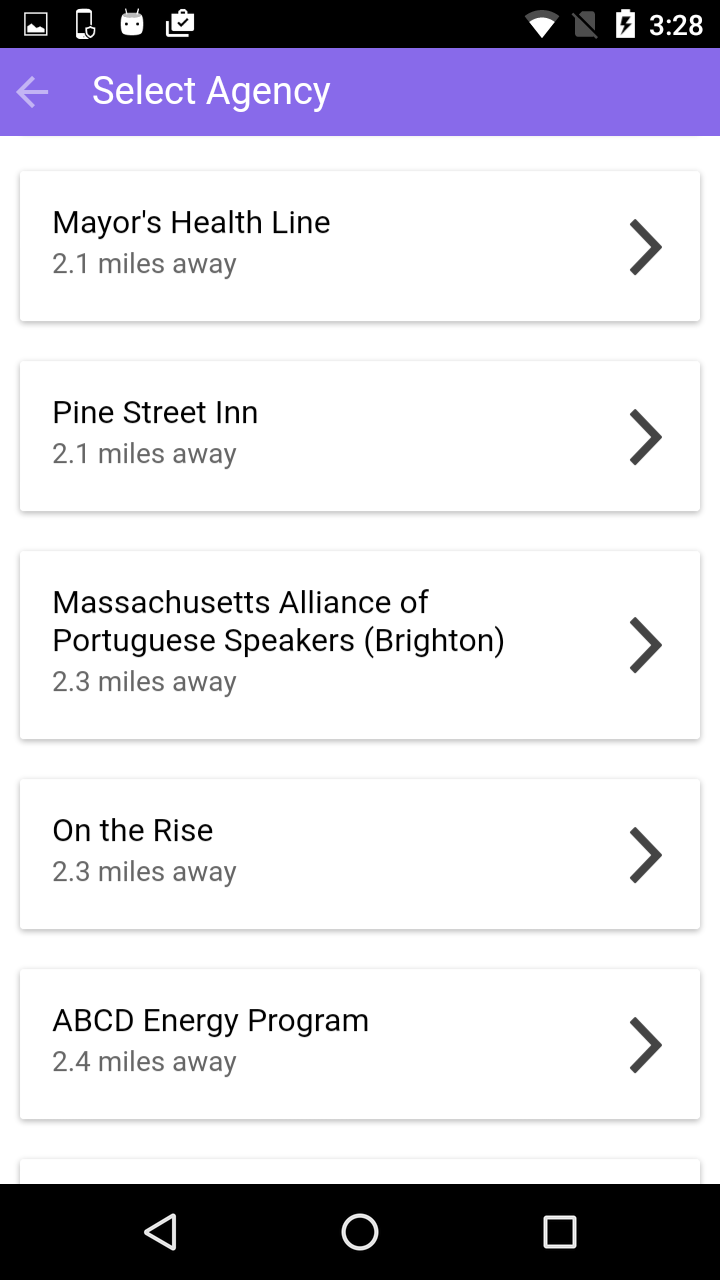 3:28
Select Agency
Mayor's Health Line
2.1 miles away
Pine Street Inn
2.1 miles away
Massachusetts Alliance of
Portuguese Speakers (Brighton)
2.3 miles away
On the Rise
2.3 miles away
ABCD Energy Program
2.4 miles away